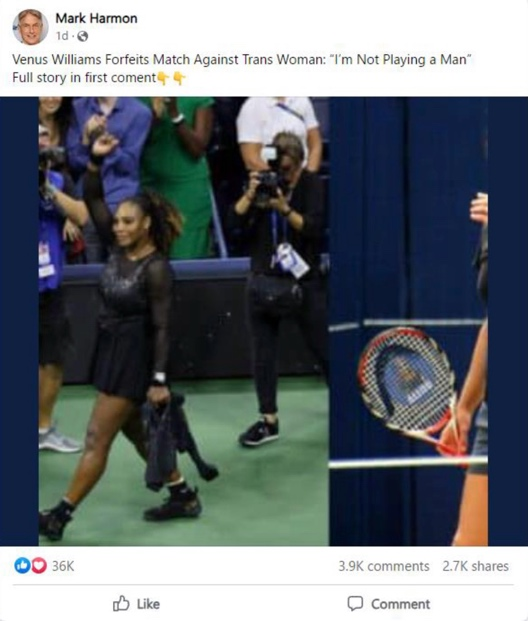 Mark Harmon
1d ·
Venus Williams Forfeits Match Against Trans Woman: "I'm Not Playing a Man"
Full story in first coment👇👇
36K
3.9K comments 2.7K shares
Like
Comment